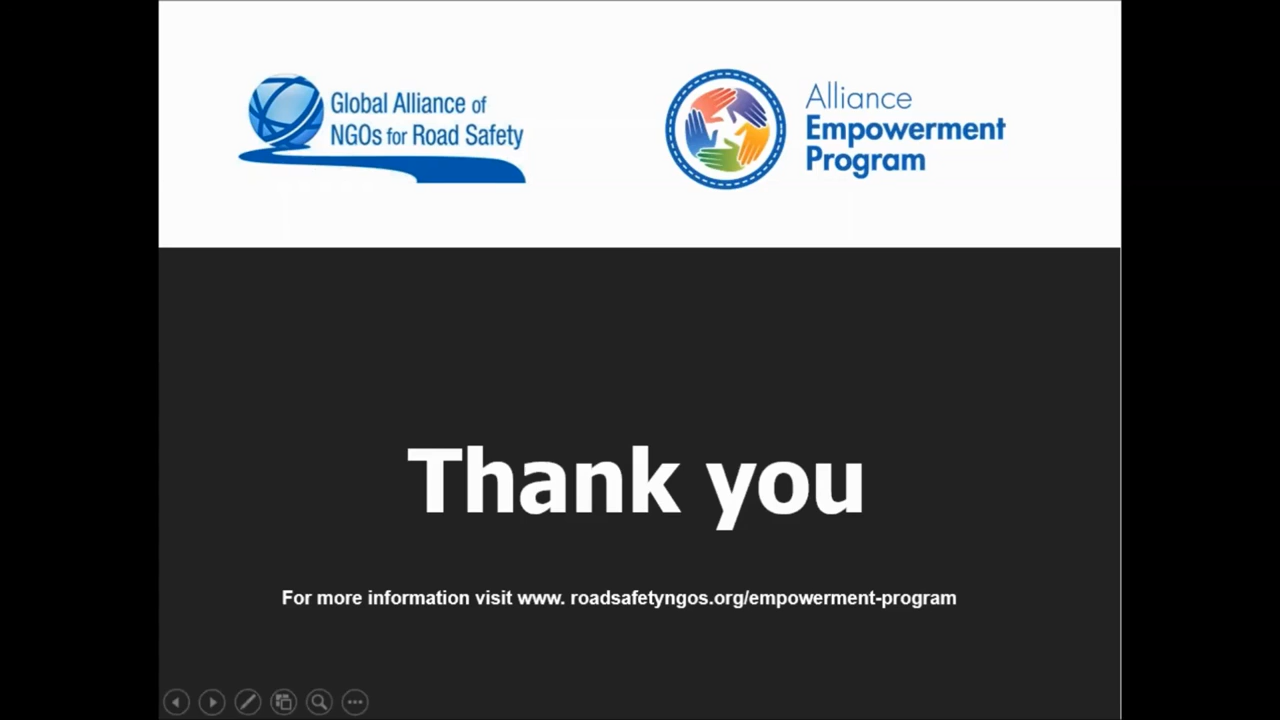 Global Alliance of
NGOs for Road Safety
Alliance
Empowerment
Program
Thank you
For more information visit www. roadsafetyngos.org/empowerment-program